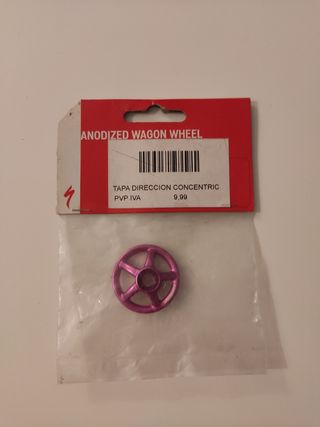 ANODIZED WAGON WHEEL
TAPA DIRECCION CONCENTRIC
PVP IVA 9,99